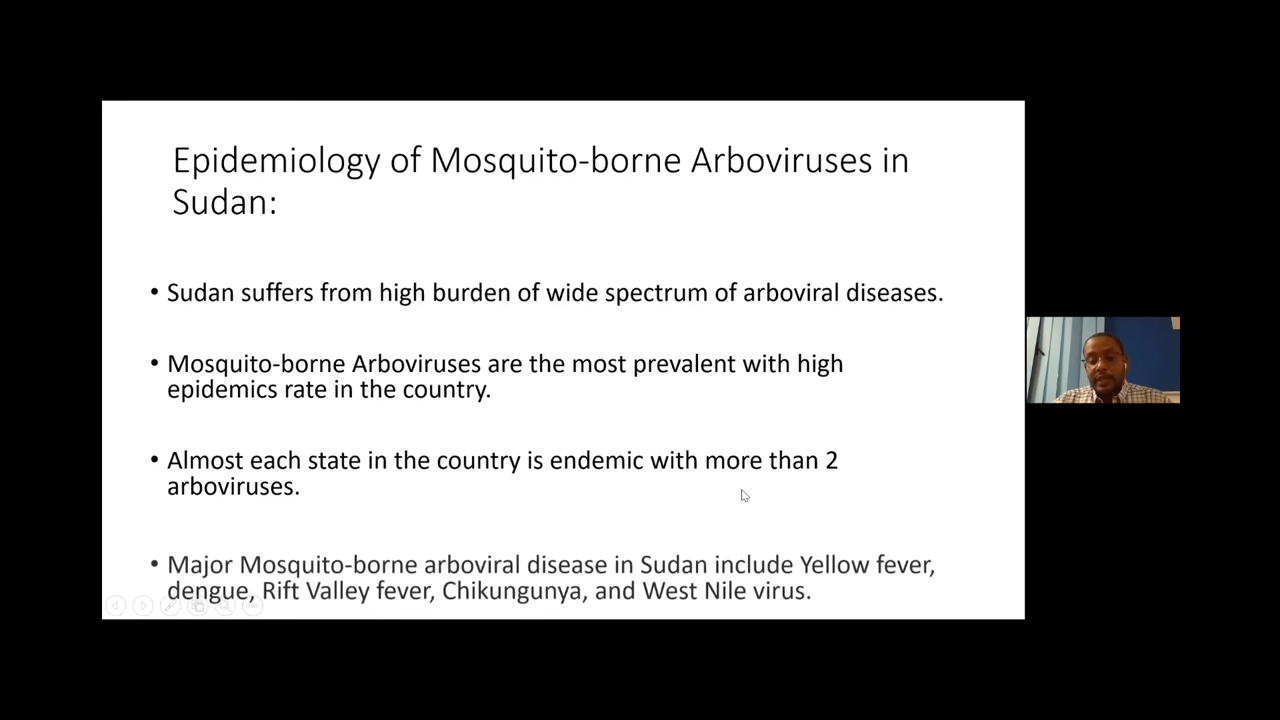 Epidemiology of Mosquito-borne Arboviruses in
Sudan:
• Sudan suffers from high burden of wide spectrum of arboviral diseases.
• Mosquito-borne Arboviruses are the most prevalent with high
epidemics rate in the country.
• Almost each state in the country is endemic with more than 2
arboviruses.
• Major Mosquito-borne arboviral disease in Sudan include Yellow fever,
dengue, Rift Valley fever, Chikungunya, and West Nile virus.